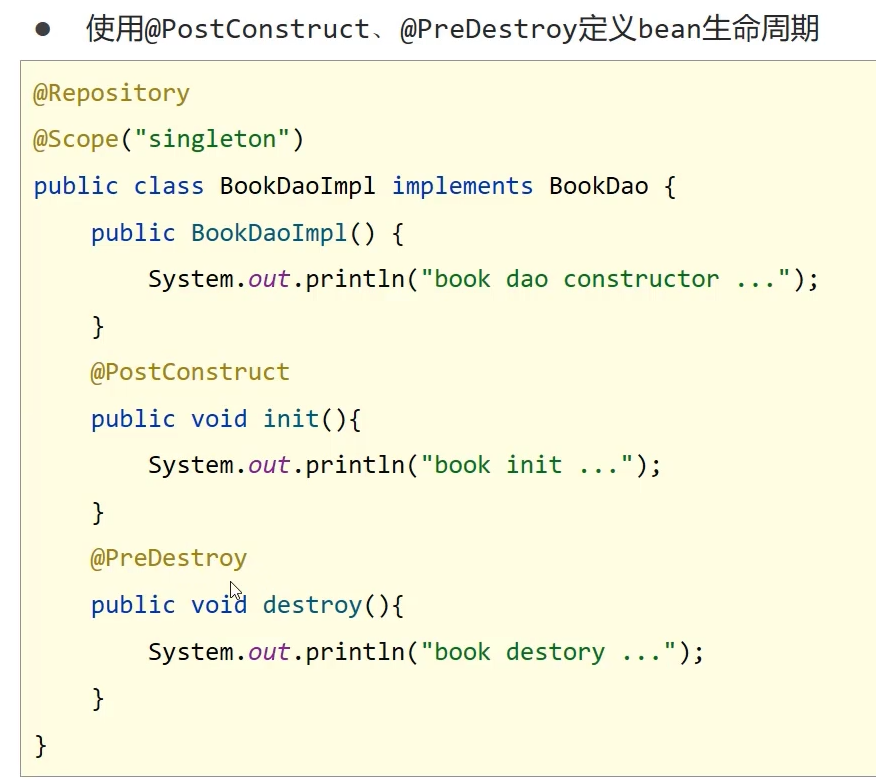 ● 使用@PostConstruct、@PreDestroy定义bean生命周期
@Repository
@Scope("singleton")
public class BookDaoImpl implements BookDao {
    public BookDaoImpl() {
        System.out.println("book dao constructor ...");
    }
    @PostConstruct
    public void init(){
        System.out.println("book init ...");
    }
    @PreDestroy
    public void destroy(){
        System.out.println("book destory ...");
    }
}